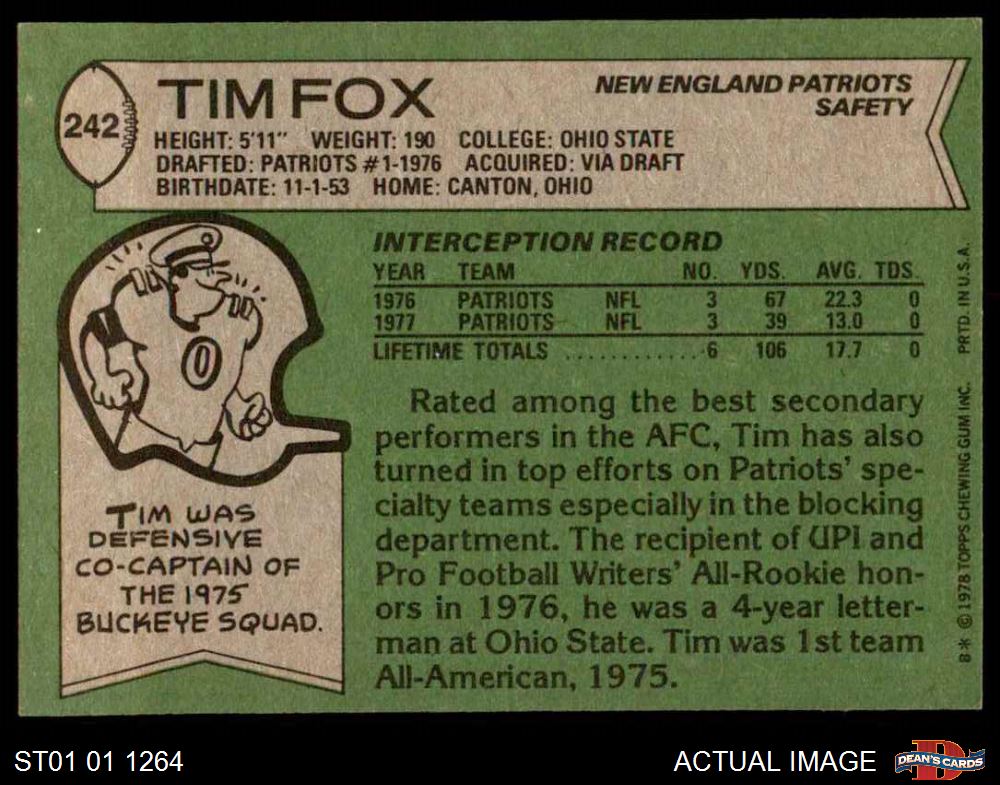 242
TIM FOX
NEW ENGLAND PATRIOTS
SAFETY
HEIGHT: 5'11" WEIGHT: 190 COLLEGE: OHIO STATE
DRAFTED: PATRIOTS #1-1976 ACQUIRED: VIA DRAFT
BIRTHDATE: 11-1-53 HOME: CANTON, OHIO
INTERCEPTION RECORD
YEAR TEAM NO. YDS. AVG. TDS.
1976 PATRIOTS NFL 3 67 22.3 0
1977 PATRIOTS NFL 3 39 13.0 0
LIFETIME TOTALS ............ 6 106 17.7 0
0
TIM WAS
DEFENSIVE
CO-CAPTAIN OF
THE 1975
BUCKEYE SQUAD.
Rated among the best secondary
performers in the AFC, Tim has also
turned in top efforts on Patriots' spe-
cialty teams especially in the blocking
department. The recipient of UPI and
Pro Football Writers' All-Rookie hon-
ors in 1976, he was a 4-year letter-
man at Ohio State. Tim was 1st team
All-American, 1975.
8* © 1978 TOPPS CHEWING GUM INC. PRTD. IN U.S.A.
ST01 01 1264
ACTUAL IMAGE
DEAN'S CARDS